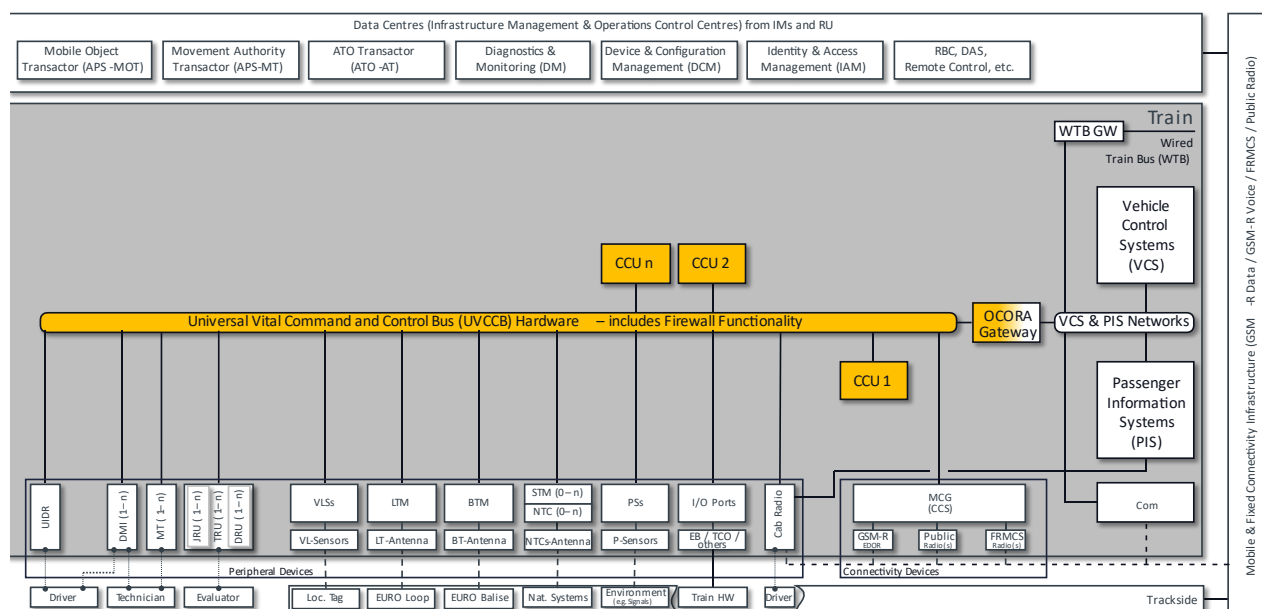 Data Centres (Infrastructure Management & Operations Control Centres) from IMs and RU
Mobile Object
Transactor (APS -MOT)
Movement Authority
Transactor (APS-MT)
ATO Transactor
(ATO -AT)
Diagnostics &
Monitoring (DM)
Device & Configuration
Management (DCM)
Identity & Access
Management (IAM)
RBC, DAS,
Remote Control, etc.
Mobile & Fixed Connectivity Infrastructure (GSM -R Data / GSM-R Voice / FRMCS / Public Radio)
Train
WTB GW
Wired
Train Bus (WTB)
Vehicle
Control
Systems
(VCS)
CCU n
CCU 2
Universal Vital Command and Control Bus (UVCCB) Hardware – includes Firewall Functionality
OCORA
Gateway
VCS & PIS Networks
CCU 1
Passenger
Information
Systems
(PIS)
UIDR
DMI (1– n)
MT ( 1– n)
JRU ( 1– n)
TRU ( 1– n)
DRU ( 1– n)
VLSs
LTM
BTM
STM (0– n)
NTC (0– n)
PSs
I/O Ports
Cab Radio
MCG
(CCS)
Com
VL-Sensors
LT-Antenna
BT-Antenna
NTCs-Antenna
P-Sensors
EB / TCO /
others
GSM-R
EDOR
Public
Radio(s)
FRMCS
Radio(s)
Peripheral Devices
Connectivity Devices
Driver
Technician
Evaluator
Loc. Tag
EURO Loop
EURO Balise
Nat. Systems
Environment
(e.g. Signals)
Train HW
Driver
Trackside